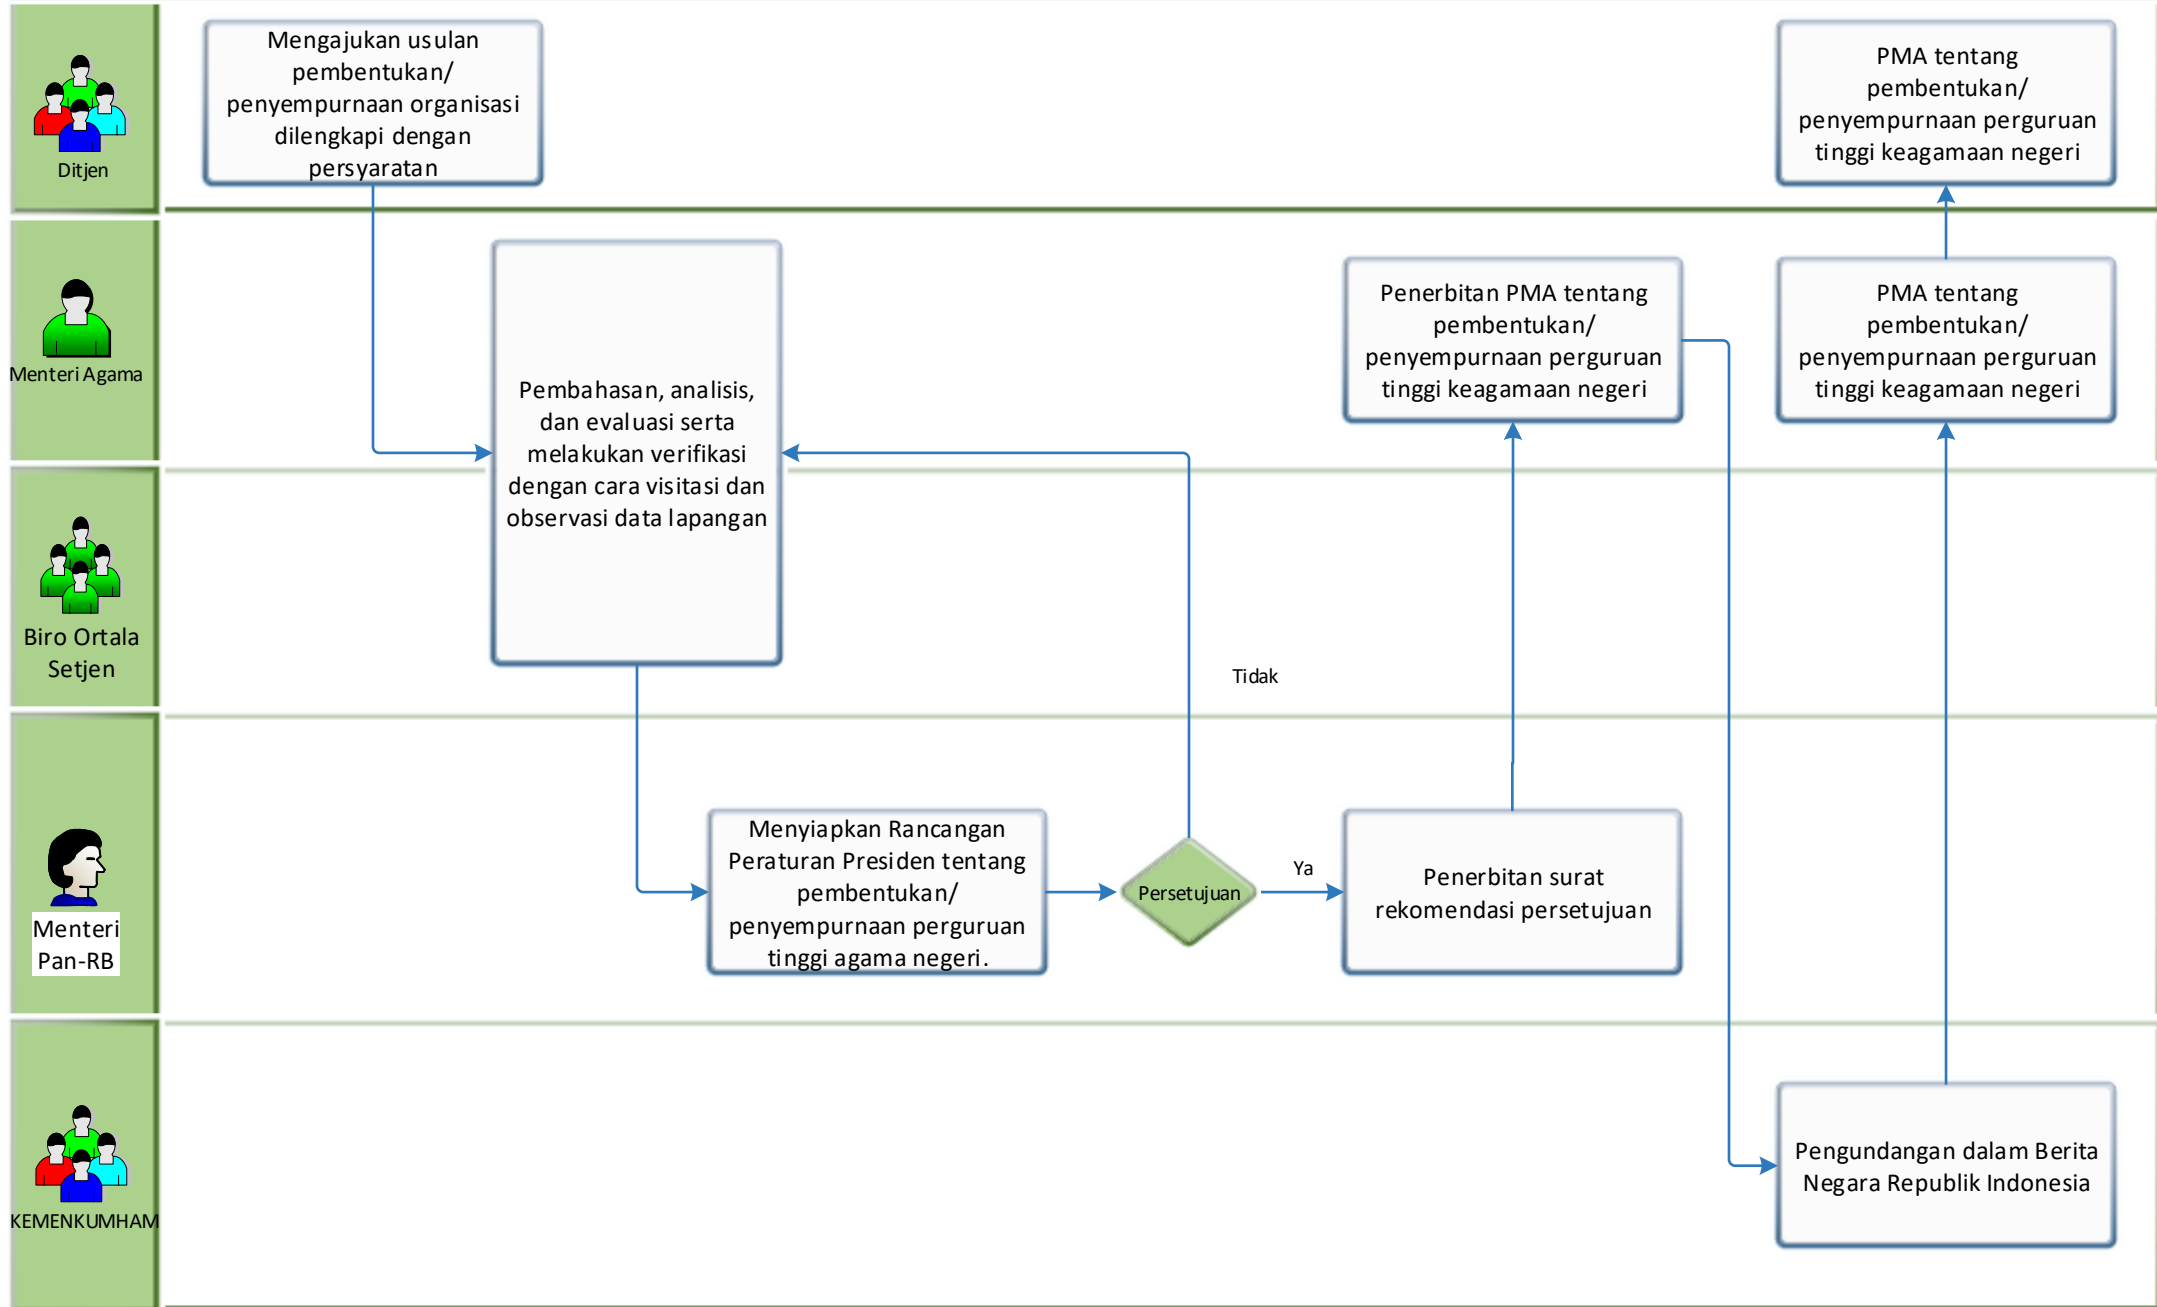 Ditjen
Mengajukan usulan
pembentukan/
penyempurnaan organisasi
dilengkapi dengan
persyaratan
PMA tentang
pembentukan/
penyempurnaan perguruan
tinggi keagamaan negeri
Menteri Agama
Pembahasan, analisis,
dan evaluasi serta
melakukan verifikasi
dengan cara visitasi dan
observasi data lapangan
Penerbitan PMA tentang
pembentukan/
penyempurnaan perguruan
tinggi keagamaan negeri
PMA tentang
pembentukan/
penyempurnaan perguruan
tinggi keagamaan negeri
Biro Ortala
Setjen
Tidak
Menteri
Pan-RB
Menyiapkan Rancangan
Peraturan Presiden tentang
pembentukan/
penyempurnaan perguruan
tinggi agama negeri.
Persetujuan
Ya
Penerbitan surat
rekomendasi persetujuan
KEMENKUMHAM
Pengundangan dalam Berita
Negara Republik Indonesia